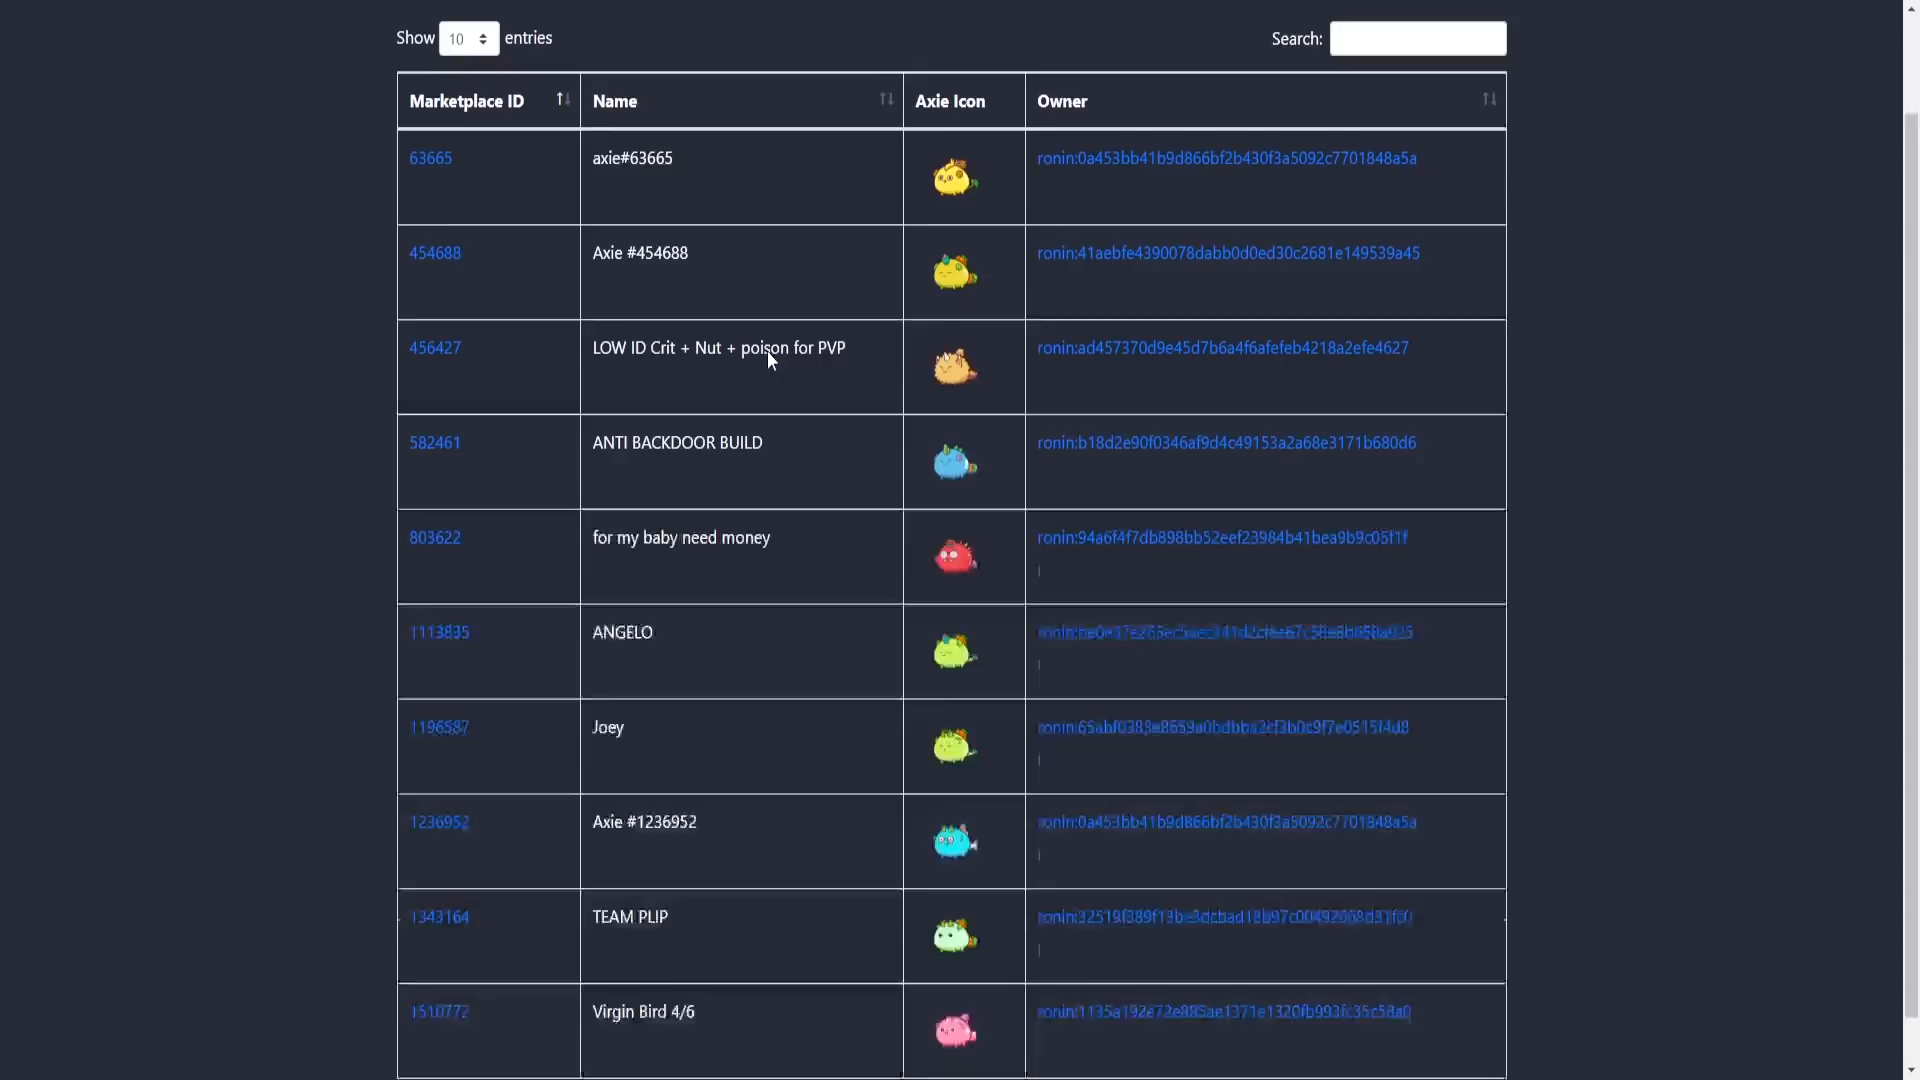 Show 10 entries
Search:
Marketplace ID Name Axie Icon Owner
63665 axie#63665 ronin:0a453bb41b9d866bf2b430f3a5092c7701848a5a
454688 Axie #454688 ronin:41aebfe4390078dabb0d0ed30c2681e149539a45
456427 LOW ID Crit + Nut + poison for PVP ronin:ad457370d9e45d7b6a4f6afefeb4218a2efe4627
582461 ANTI BACKDOOR BUILD ronin:b18d2e90f0346af9d4c49153a2a68e3171b680d6
803622 for my baby need money ronin:94a6f4f7db898bb52eef23984b41bea9b9c05f1f
1113835 ANGELO
1196587 Joey
1236952 Axie #1236952 ronin:0a453bb41b9d866bf2b430f3a5092c7701848a5a
1343164 TEAM PLIP
1510772 Virgin Bird 4/6